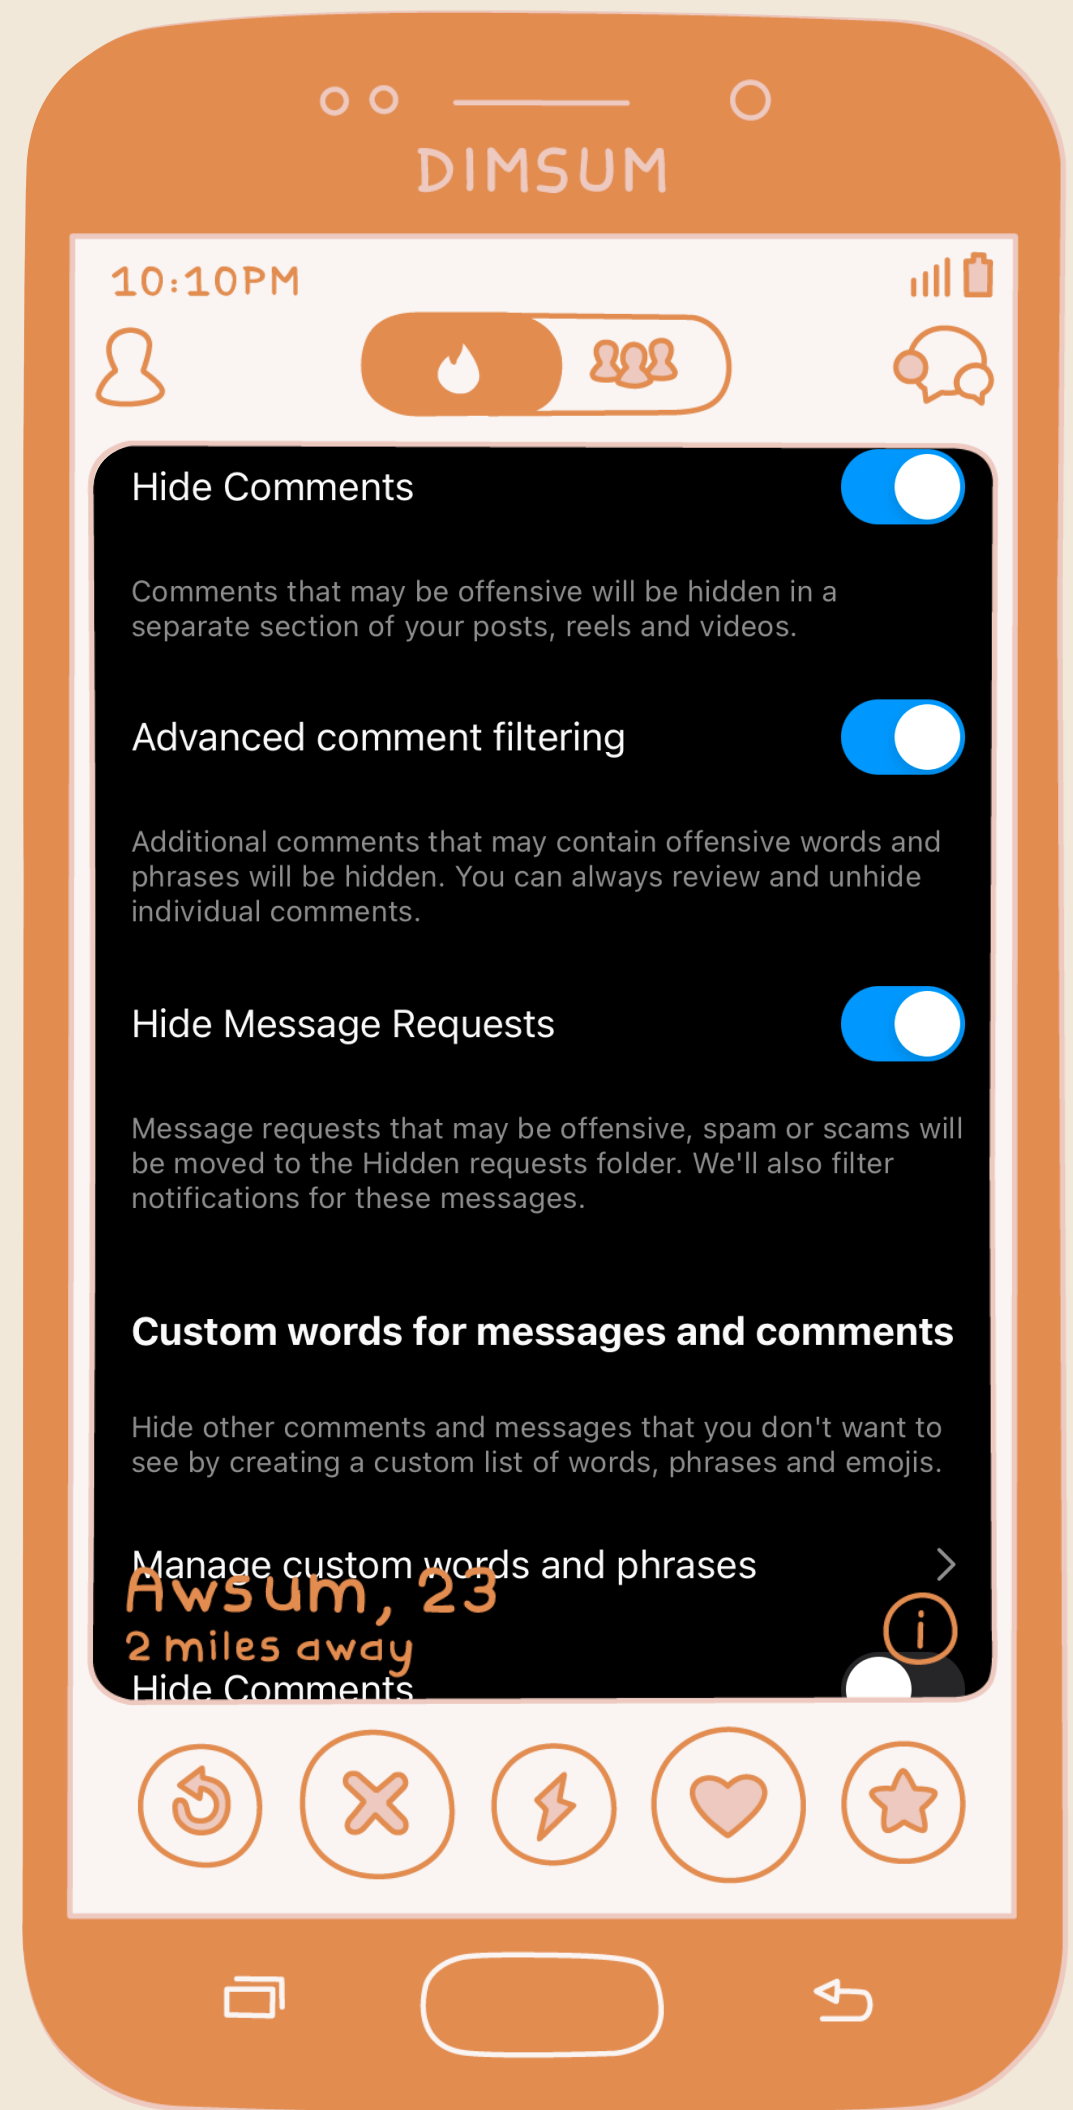 DIMSUM
10:10PM
Hide Comments
Comments that may be offensive will be hidden in a
separate section of your posts, reels and videos.
Advanced comment filtering
Additional comments that may contain offensive words and
phrases will be hidden. You can always review and unhide
individual comments.
Hide Message Requests
Message requests that may be offensive, spam or scams will
be moved to the Hidden requests folder. We'll also filter
notifications for these messages.
Custom words for messages and comments
Hide other comments and messages that you don't want to
see by creating a custom list of words, phrases and emojis.
Manage custom words and phrases
Awsum, 23
2 miles away
i
Hide Comments